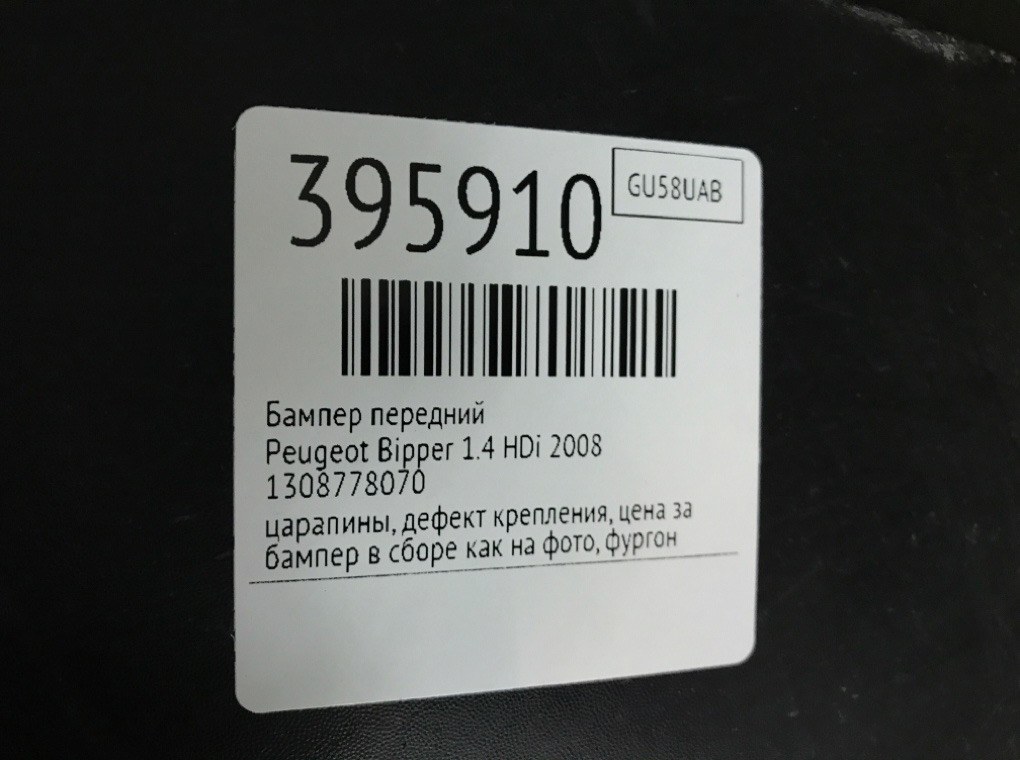 395910
GU58UAB
Бампер передний
Peugeot Bipper 1.4 HDi 2008
1308778070
царапины, дефект крепления, цена за
бампер в сборе как на фото, фургон